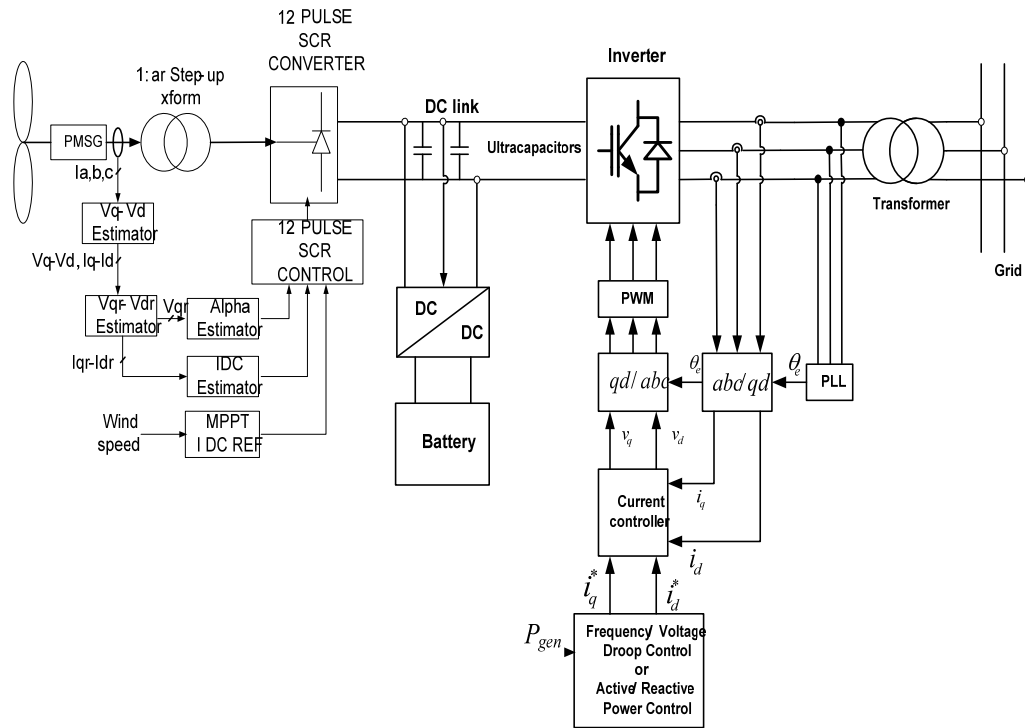 12 PULSE
SCR
CONVERTER
1: ar Step-up
xform
PMSG
Ia,b,c
Vq-Vd
Estimator
Vq-Vd, Iq-Id
Vqr-Vdr
Estimator
Vqr
Alpha
Estimator
Iqr-Idr
IDC
Estimator
Wind
speed
MPPT
I DC REF
12 PULSE
SCR
CONTROL
DC link
Ultracapacitors
DC
DC
Battery
Inverter
PWM
qd/abc
θe
abc/qd
θe
PLL
vq
vd
Current
controller
iq
id
i*q
i*d
Pgen
Frequency/ Voltage
Droop Control
or
Active/ Reactive
Power Control
Transformer
Grid